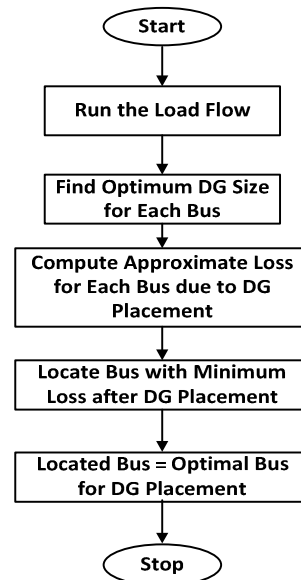 Start
Run the Load Flow
Find Optimum DG Size
for Each Bus
Compute Approximate Loss
for Each Bus due to DG
Placement
Locate Bus with Minimum
Loss after DG Placement
Located Bus = Optimal Bus
for DG Placement
Stop